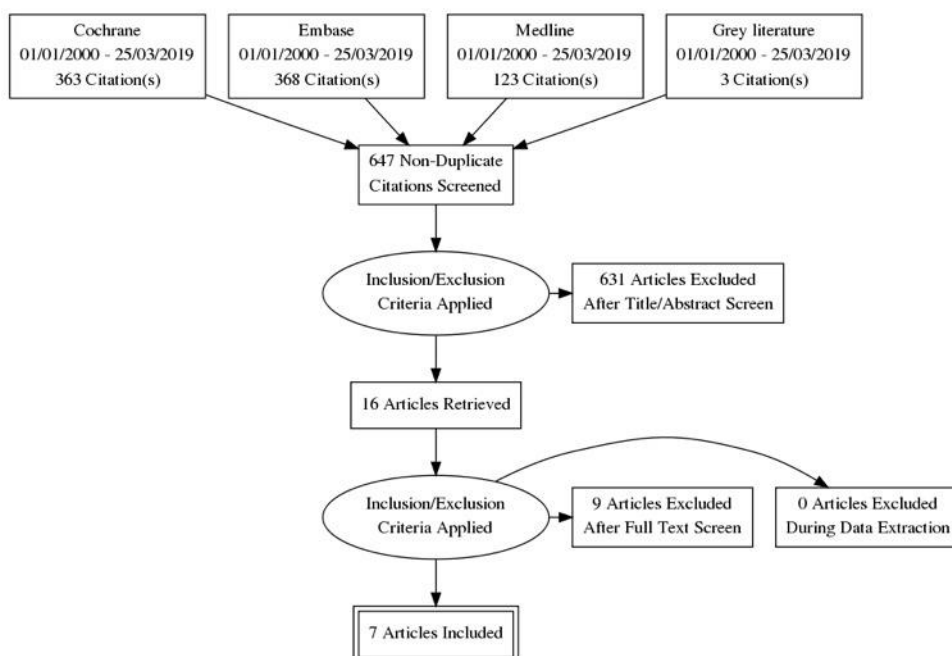 Cochrane
01/01/2000 - 25/03/2019
363 Citation(s)
Embase
01/01/2000 - 25/03/2019
368 Citation(s)
Medline
01/01/2000 - 25/03/2019
123 Citation(s)
Grey literature
01/01/2000 - 25/03/2019
3 Citation(s)
647 Non-Duplicate
Citations Screened
Inclusion/Exclusion
Criteria Applied
631 Articles Excluded
After Title/Abstract Screen
16 Articles Retrieved
Inclusion/Exclusion
Criteria Applied
9 Articles Excluded
After Full Text Screen
0 Articles Excluded
During Data Extraction
7 Articles Included